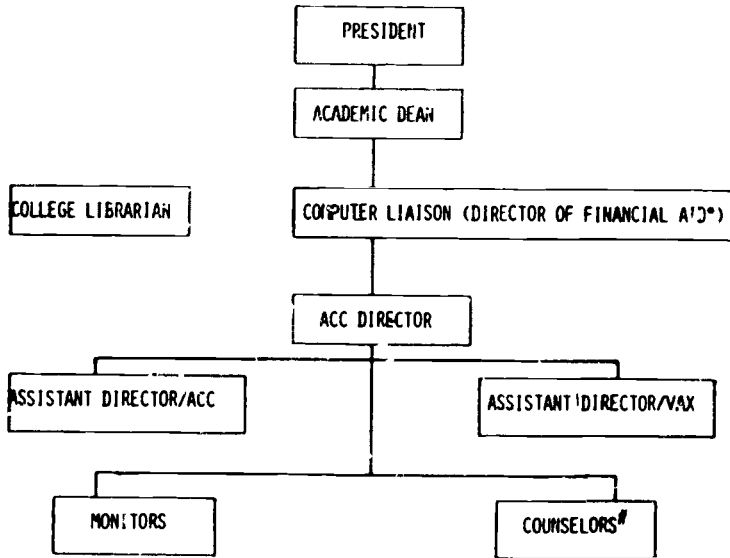 PRESIDENT
ACADEMIC DEAN
COLLEGE LIBRARIAN
COMPUTER LIAISON (DIRECTOR OF FINANCIAL AID*)
ACC DIRECTOR
ASSISTANT DIRECTOR/ACC
ASSISTANT DIRECTOR/VAX
MONITORS
COUNSELORS#